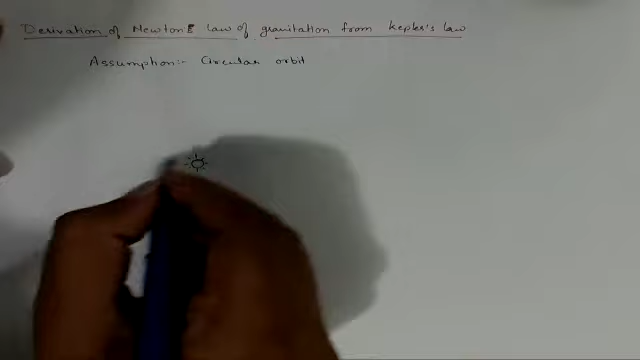 Derivation of Newton's Law of gravitation from Kepler's Law
Assumption:- Circular orbit